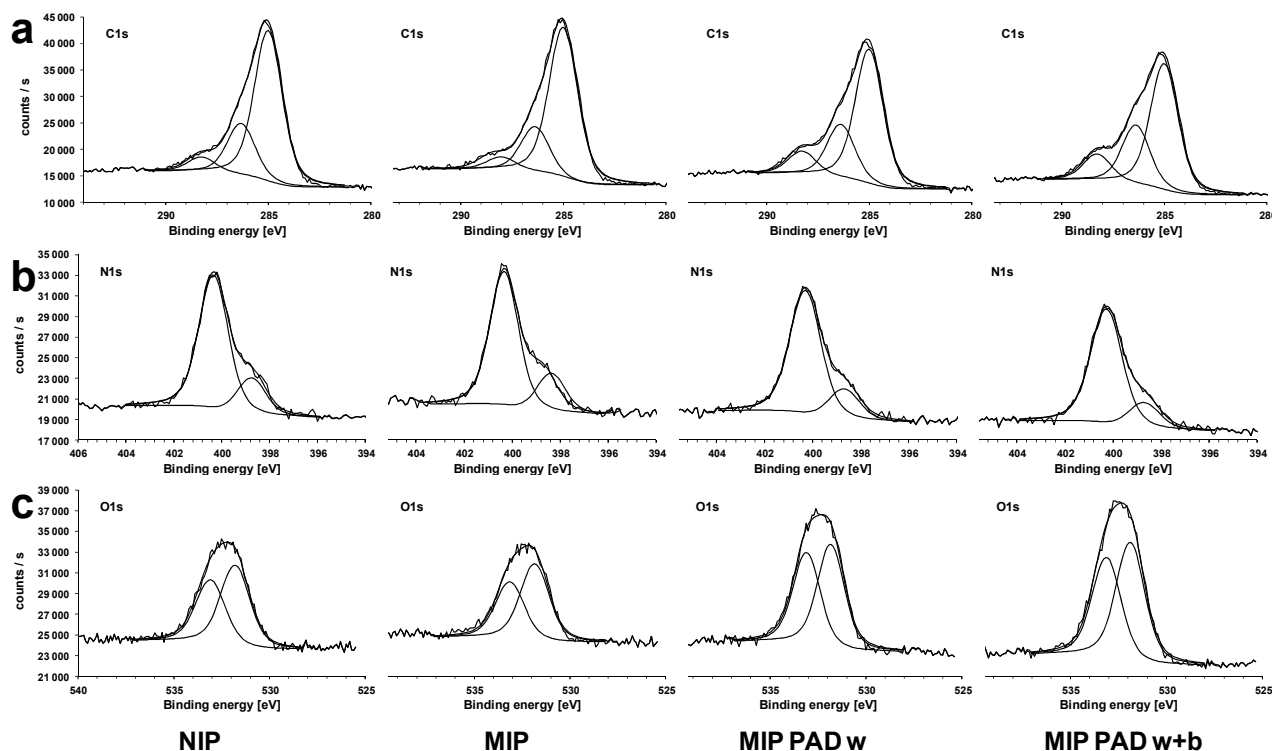 a
45 000
40 000
35 000
30 000
25 000
20 000
15 000
10 000
counts / s
C1s
C1s
C1s
C1s
290 285 280
290 285 280
290 285 280
290 285 280
Binding energy [eV]
Binding energy [eV]
Binding energy [eV]
Binding energy [eV]
b
35 000
33 000
31 000
29 000
27 000
25 000
23 000
21 000
19 000
17 000
counts / s
N1s
N1s
N1s
N1s
406 404 402 400 398 396 394
404 402 400 398 396 394
404 402 400 398 396 394
404 402 400 398 396 394
Binding energy [eV]
Binding energy [eV]
Binding energy [eV]
Binding energy [eV]
c
39 000
37 000
35 000
33 000
31 000
29 000
27 000
25 000
23 000
21 000
counts / s
O1s
O1s
O1s
O1s
540 535 530 525
535 530 525
535 530 525
535 530 525
Binding energy [eV]
Binding energy [eV]
Binding energy [eV]
Binding energy [eV]
NIP
MIP
MIP PAD w
MIP PAD w+b